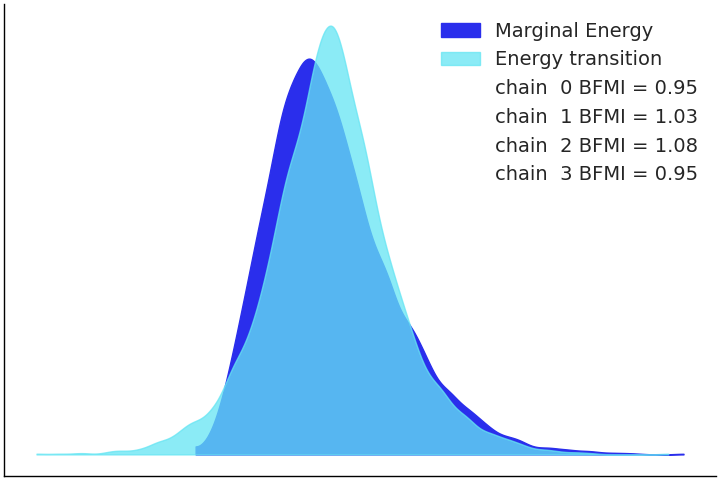 Marginal Energy
Energy transition
chain  0 BFMI = 0.95
chain  1 BFMI = 1.03
chain  2 BFMI = 1.08
chain  3 BFMI = 0.95